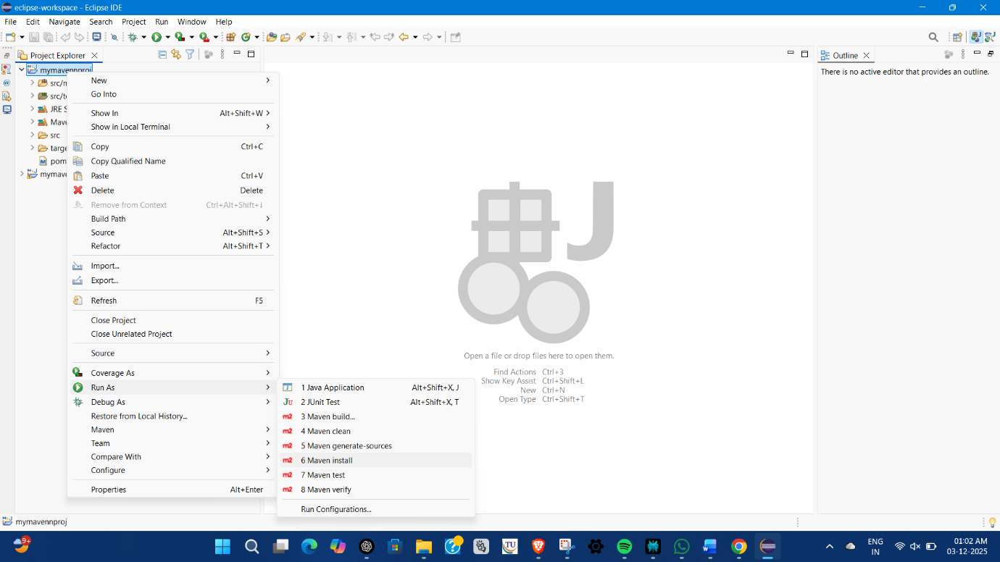 eclipse-workspace - Eclipse IDE
File Edit Navigate Search Project Run Window Help
Project Explorer
Outline
There is no active editor that provides an outline.
mymavennproj
src/
src/t
JRE S
Mave
src
targe
pom
mymave
New
Go Into
Show In Alt+Shift+W
Show in Local Terminal
Copy Ctrl+C
Copy Qualified Name
Paste Ctrl+V
Delete Delete
Remove from Context Ctrl+Alt+Shift+↓
Build Path
Source Alt+Shift+S
Refactor Alt+Shift+T
Import...
Export...
Refresh F5
Close Project
Close Unrelated Project
Source
Coverage As
Run As
Debug As
Restore from Local History...
Maven
Team
Compare With
Configure
Properties Alt+Enter
1 Java Application Alt+Shift+X, J
2 JUnit Test Alt+Shift+X, T
3 Maven build...
4 Maven clean
5 Maven generate-sources
6 Maven install
7 Maven test
8 Maven verify
Run Configurations...
Open a file or drop files here to open them.
Find Actions Ctrl+3
Show Key Assist Ctrl+Shift+L
New Ctrl+N
Open Type Ctrl+Shift+T
mymavennproj
9+
TU
ENG
IN
01:02 AM
03-12-2025